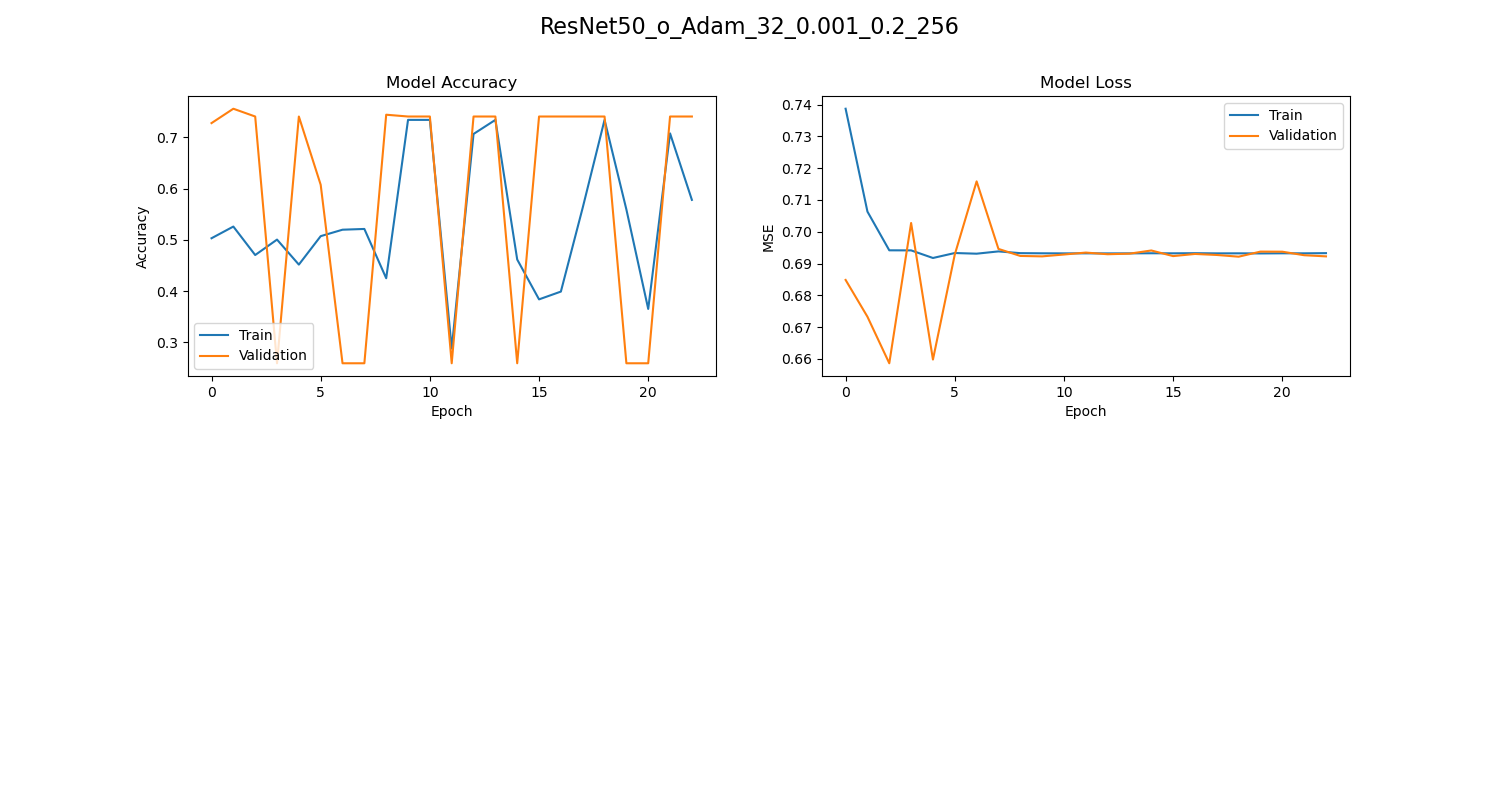 ResNet50_o_Adam_32_0.001_0.2_256
Model Accuracy
Accuracy
0.7
0.6
0.5
0.4
0.3
Train
Validation
0 5 10 15 20
Epoch
Model Loss
MSE
0.74
0.73
0.72
0.71
0.70
0.69
0.68
0.67
0.66
Train
Validation
0 5 10 15 20
Epoch